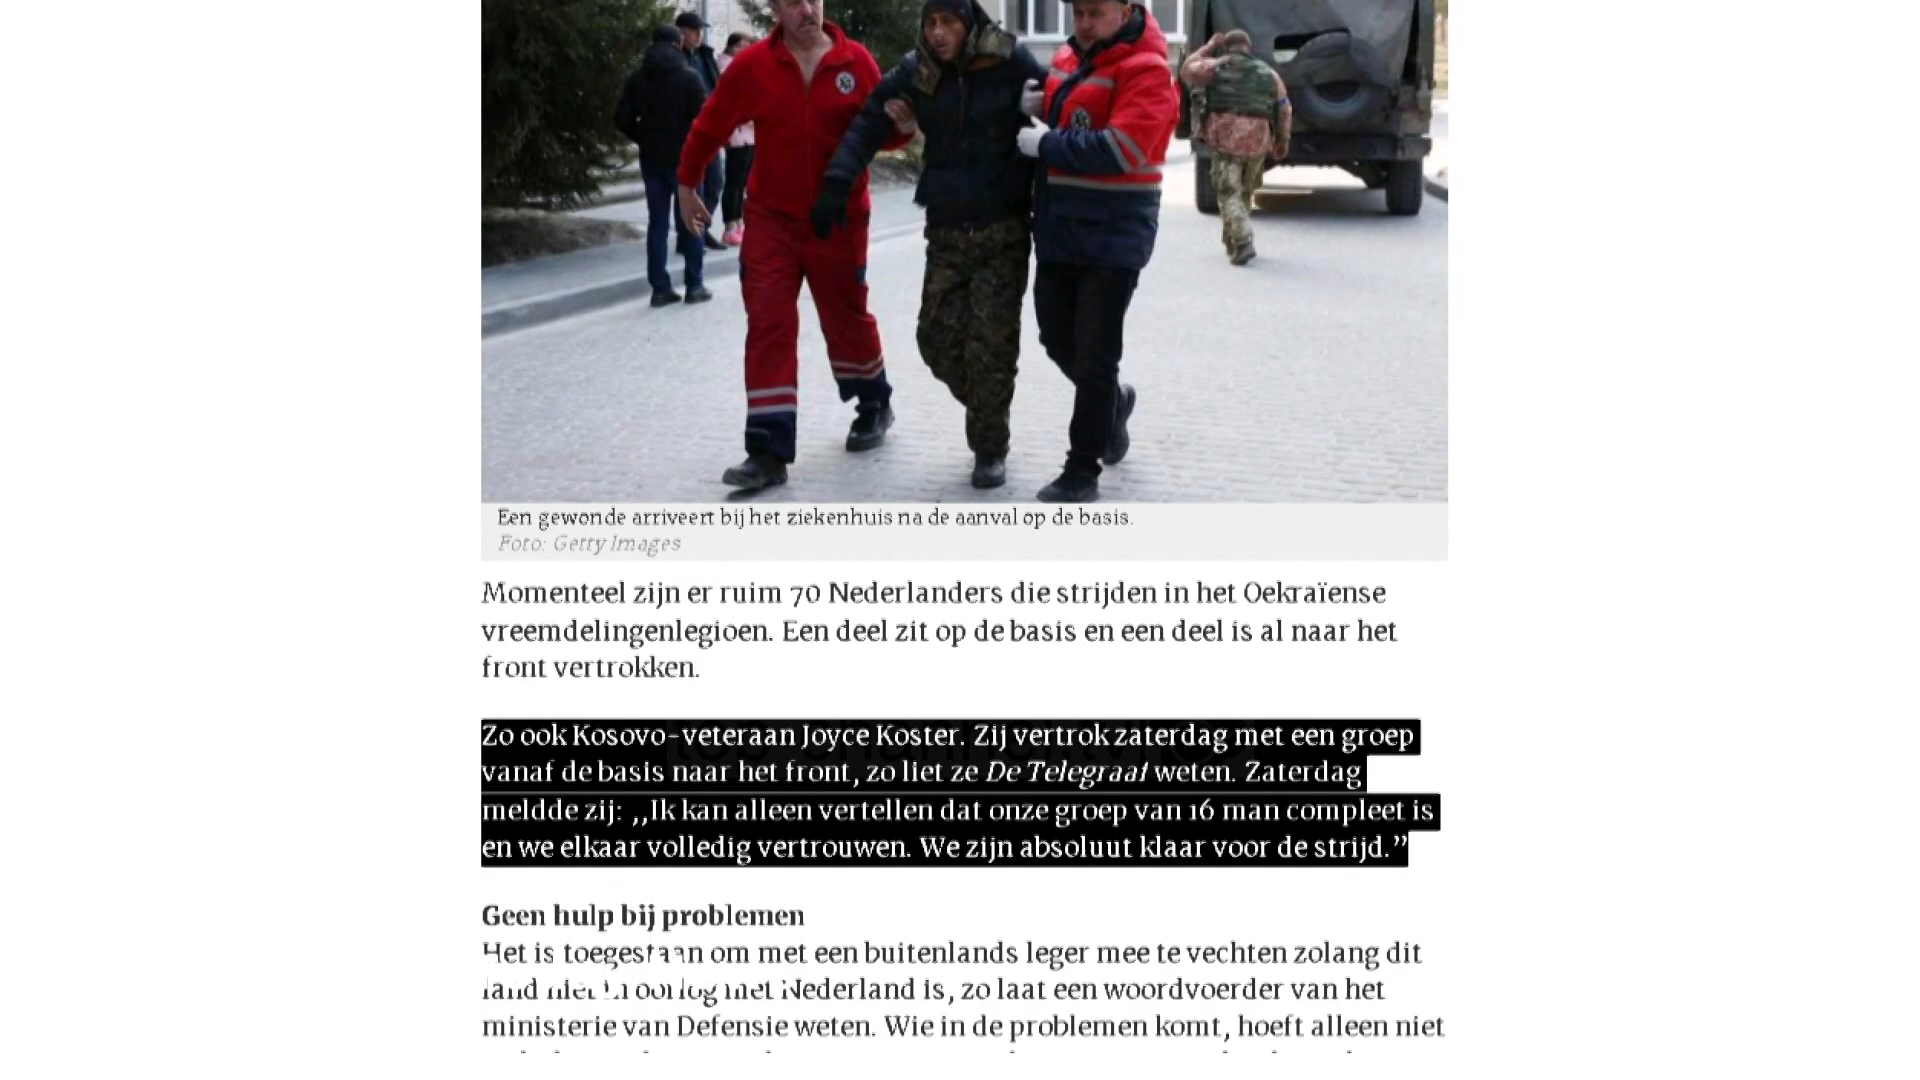 Een gewonde arriveert bij het ziekenhuis na de aanval op de basis.
Foto: Getty Images
Momenteel zijn er ruim 70 Nederlanders die strijden in het Oekraïense
vreemdelingenlegioen. Een deel zit op de basis en een deel is al naar het
front vertrokken.
Zo ook Kosovo-veteraan Joyce Koster. Zij vertrok zaterdag met een groep
vanaf de basis naar het front, zo liet ze De Telegraaf weten. Zaterdag
meldde zij: ,,Ik kan alleen vertellen dat onze groep van 16 man compleet is
en we elkaar volledig vertrouwen. We zijn absoluut klaar voor de strijd.”
Geen hulp bij problemen
Het is toegestaan om met een buitenlands leger mee te vechten zolang dit
land niet in oorlog met Nederland is, zo laat een woordvoerder van het
ministerie van Defensie weten. Wie in de problemen komt, hoeft alleen niet